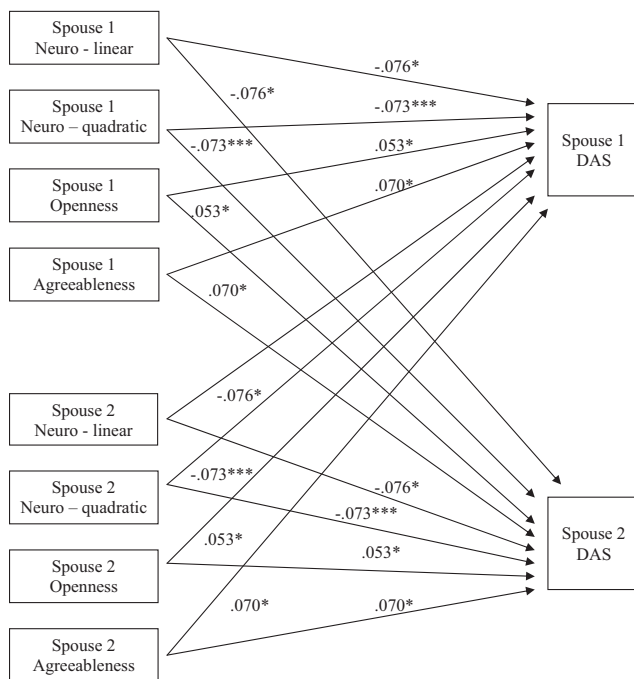 Spouse 1
Neuro - linear
-.076*
-.076*
Spouse 1
Neuro – quadratic
-.073***
-.073***
Spouse 1
DAS
.053*
Spouse 1
Openness
.070*
.053*
Spouse 1
Agreeableness
.070*
-.076*
Spouse 2
Neuro - linear
-.073***
-.076*
Spouse 2
Neuro – quadratic
-.073***
Spouse 2
DAS
.053*
.053*
Spouse 2
Openness
.070*
.070*
Spouse 2
Agreeableness